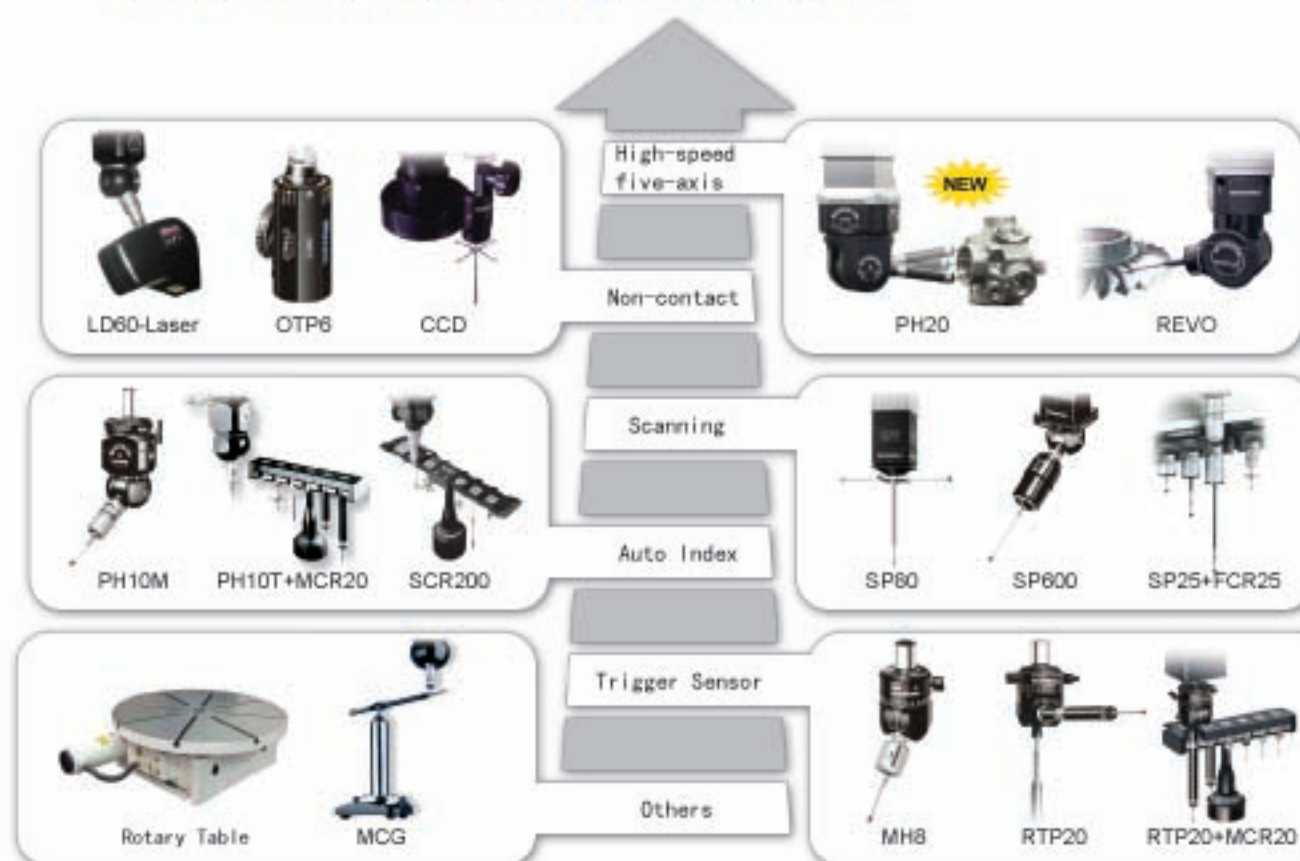 High-speed
five-axis
NEW
LD60-Laser
OTP6
CCD
Non-contact
PH20
REVO
Scanning
PH10M
PH10T+MCR20
SCR200
Auto Index
SP80
SP600
SP25+FCR25
Trigger Sensor
Rotary Table
MCG
Others
MH8
RTP20
RTP20+MCR20